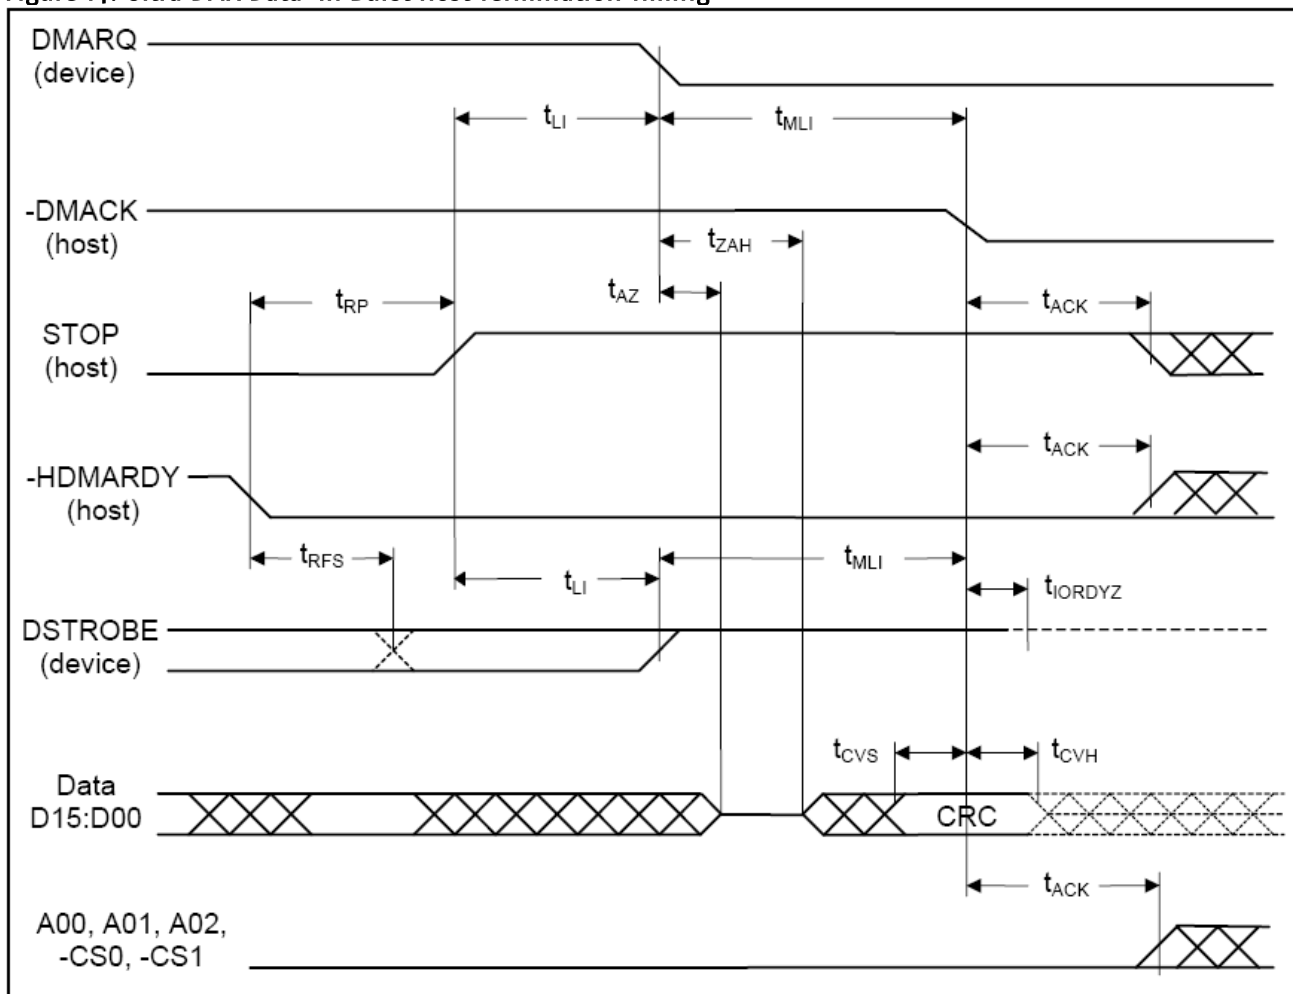 DMARQ
(device)
tLI
tMLI
-DMACK
(host)
tZAH
tAZ
tRP
tACK
STOP
(host)
tACK
-HDMARDY
(host)
tRFS
tLI
tMLI
tIORDYZ
DSTROBE
(device)
tCVS
tCVH
Data
D15:D00
CRC
tACK
A00, A01, A02,
-CS0, -CS1